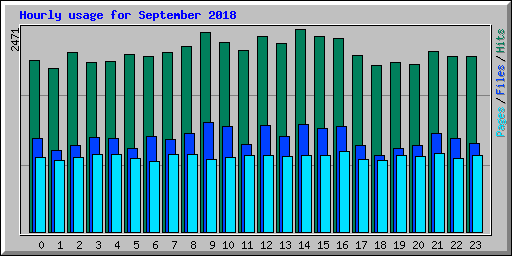 Hourly usage for September 2018
2471
Pages/Files/Hits
0 1 2 3 4 5 6 7 8 9 10 11 12 13 14 15 16 17 18 19 20 21 22 23